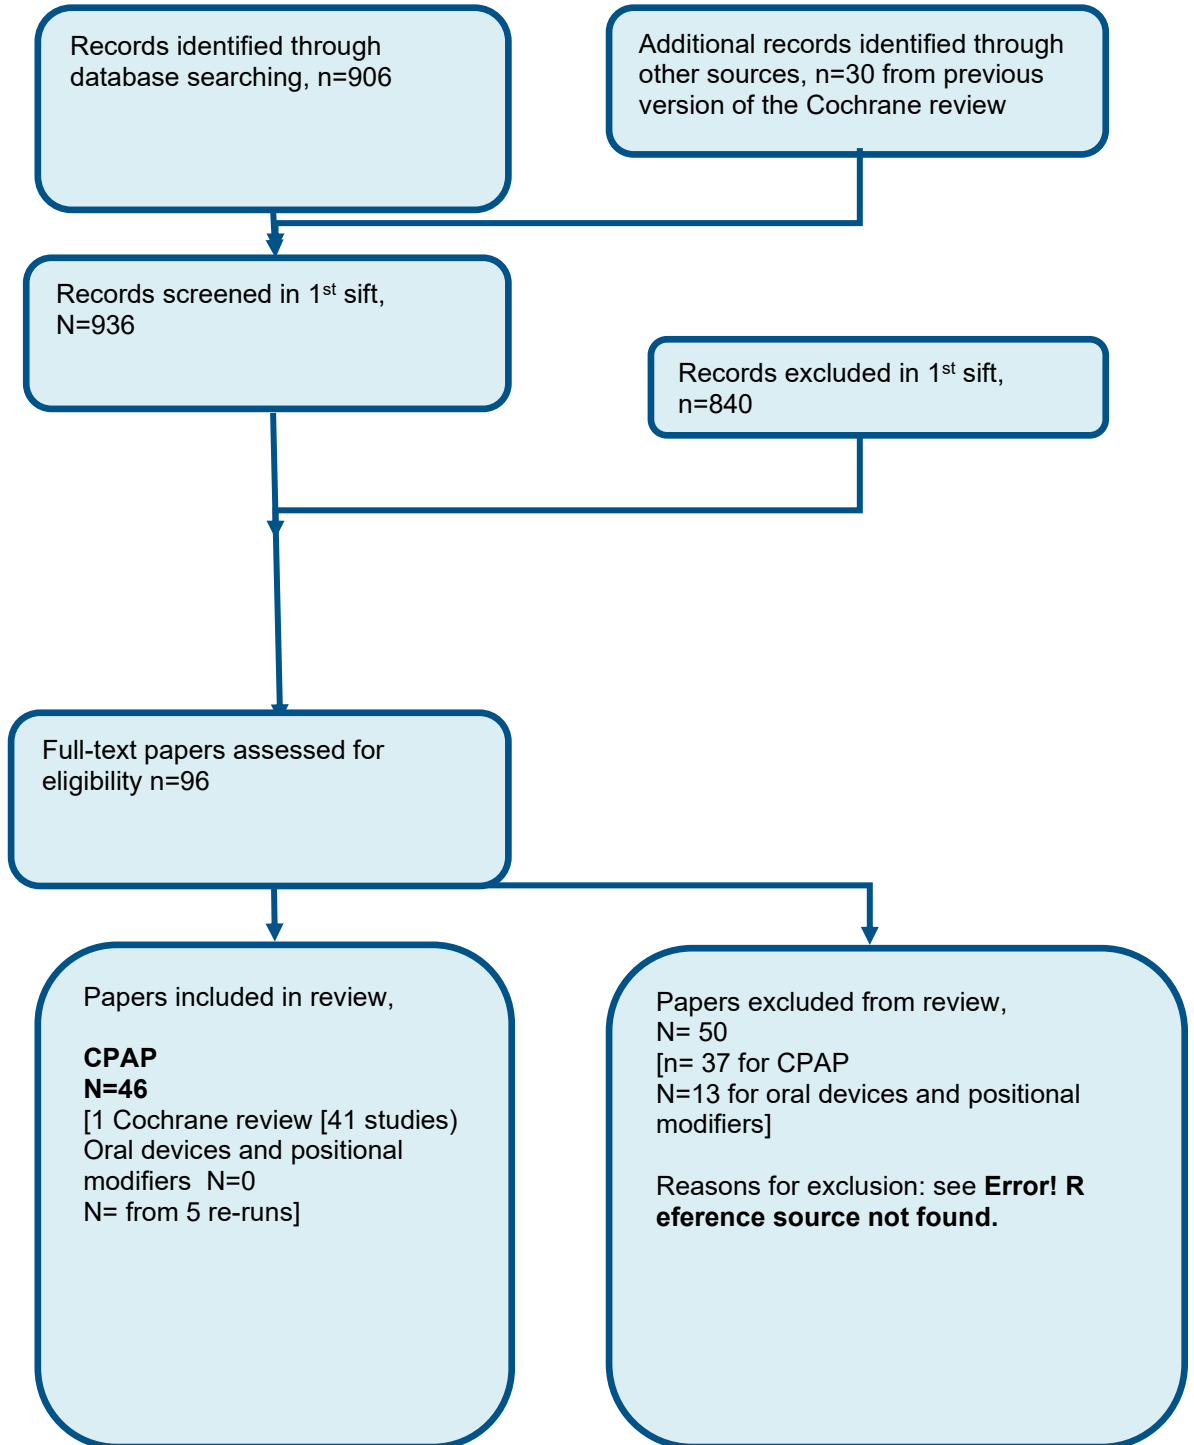 Records identified through
database searching, n=906
Additional records identified through
other sources, n=30 from previous
version of the Cochrane review
Records screened in 1st sift,
N=936
Records excluded in 1st sift,
n=840
Full-text papers assessed for
eligibility n=96
Papers included in review,
CPAP
N=46
[1 Cochrane review [41 studies)
Oral devices and positional
modifiers  N=0
N= from 5 re-runs]
Papers excluded from review,
N= 50
[n= 37 for CPAP
N=13 for oral devices and positional
modifiers]
Reasons for exclusion: see Error! R
eference source not found.